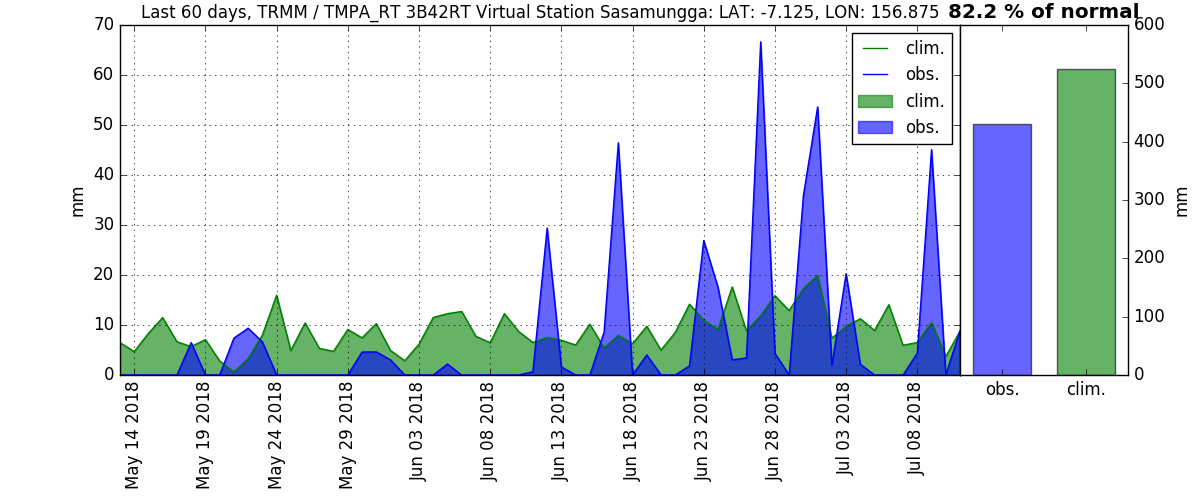 Last 60 days, TRMM / TMPA_RT 3B42RT Virtual Station Sasamungga: LAT: -7.125, LON: 156.875 82.2 % of normal
70
60
50
40
30
20
10
0
mm
clim.
obs.
clim.
obs.
600
500
400
300
200
100
0
mm
obs. clim.
May 14 2018
May 19 2018
May 24 2018
May 29 2018
Jun 03 2018
Jun 08 2018
Jun 13 2018
Jun 18 2018
Jun 23 2018
Jun 28 2018
Jul 03 2018
Jul 08 2018